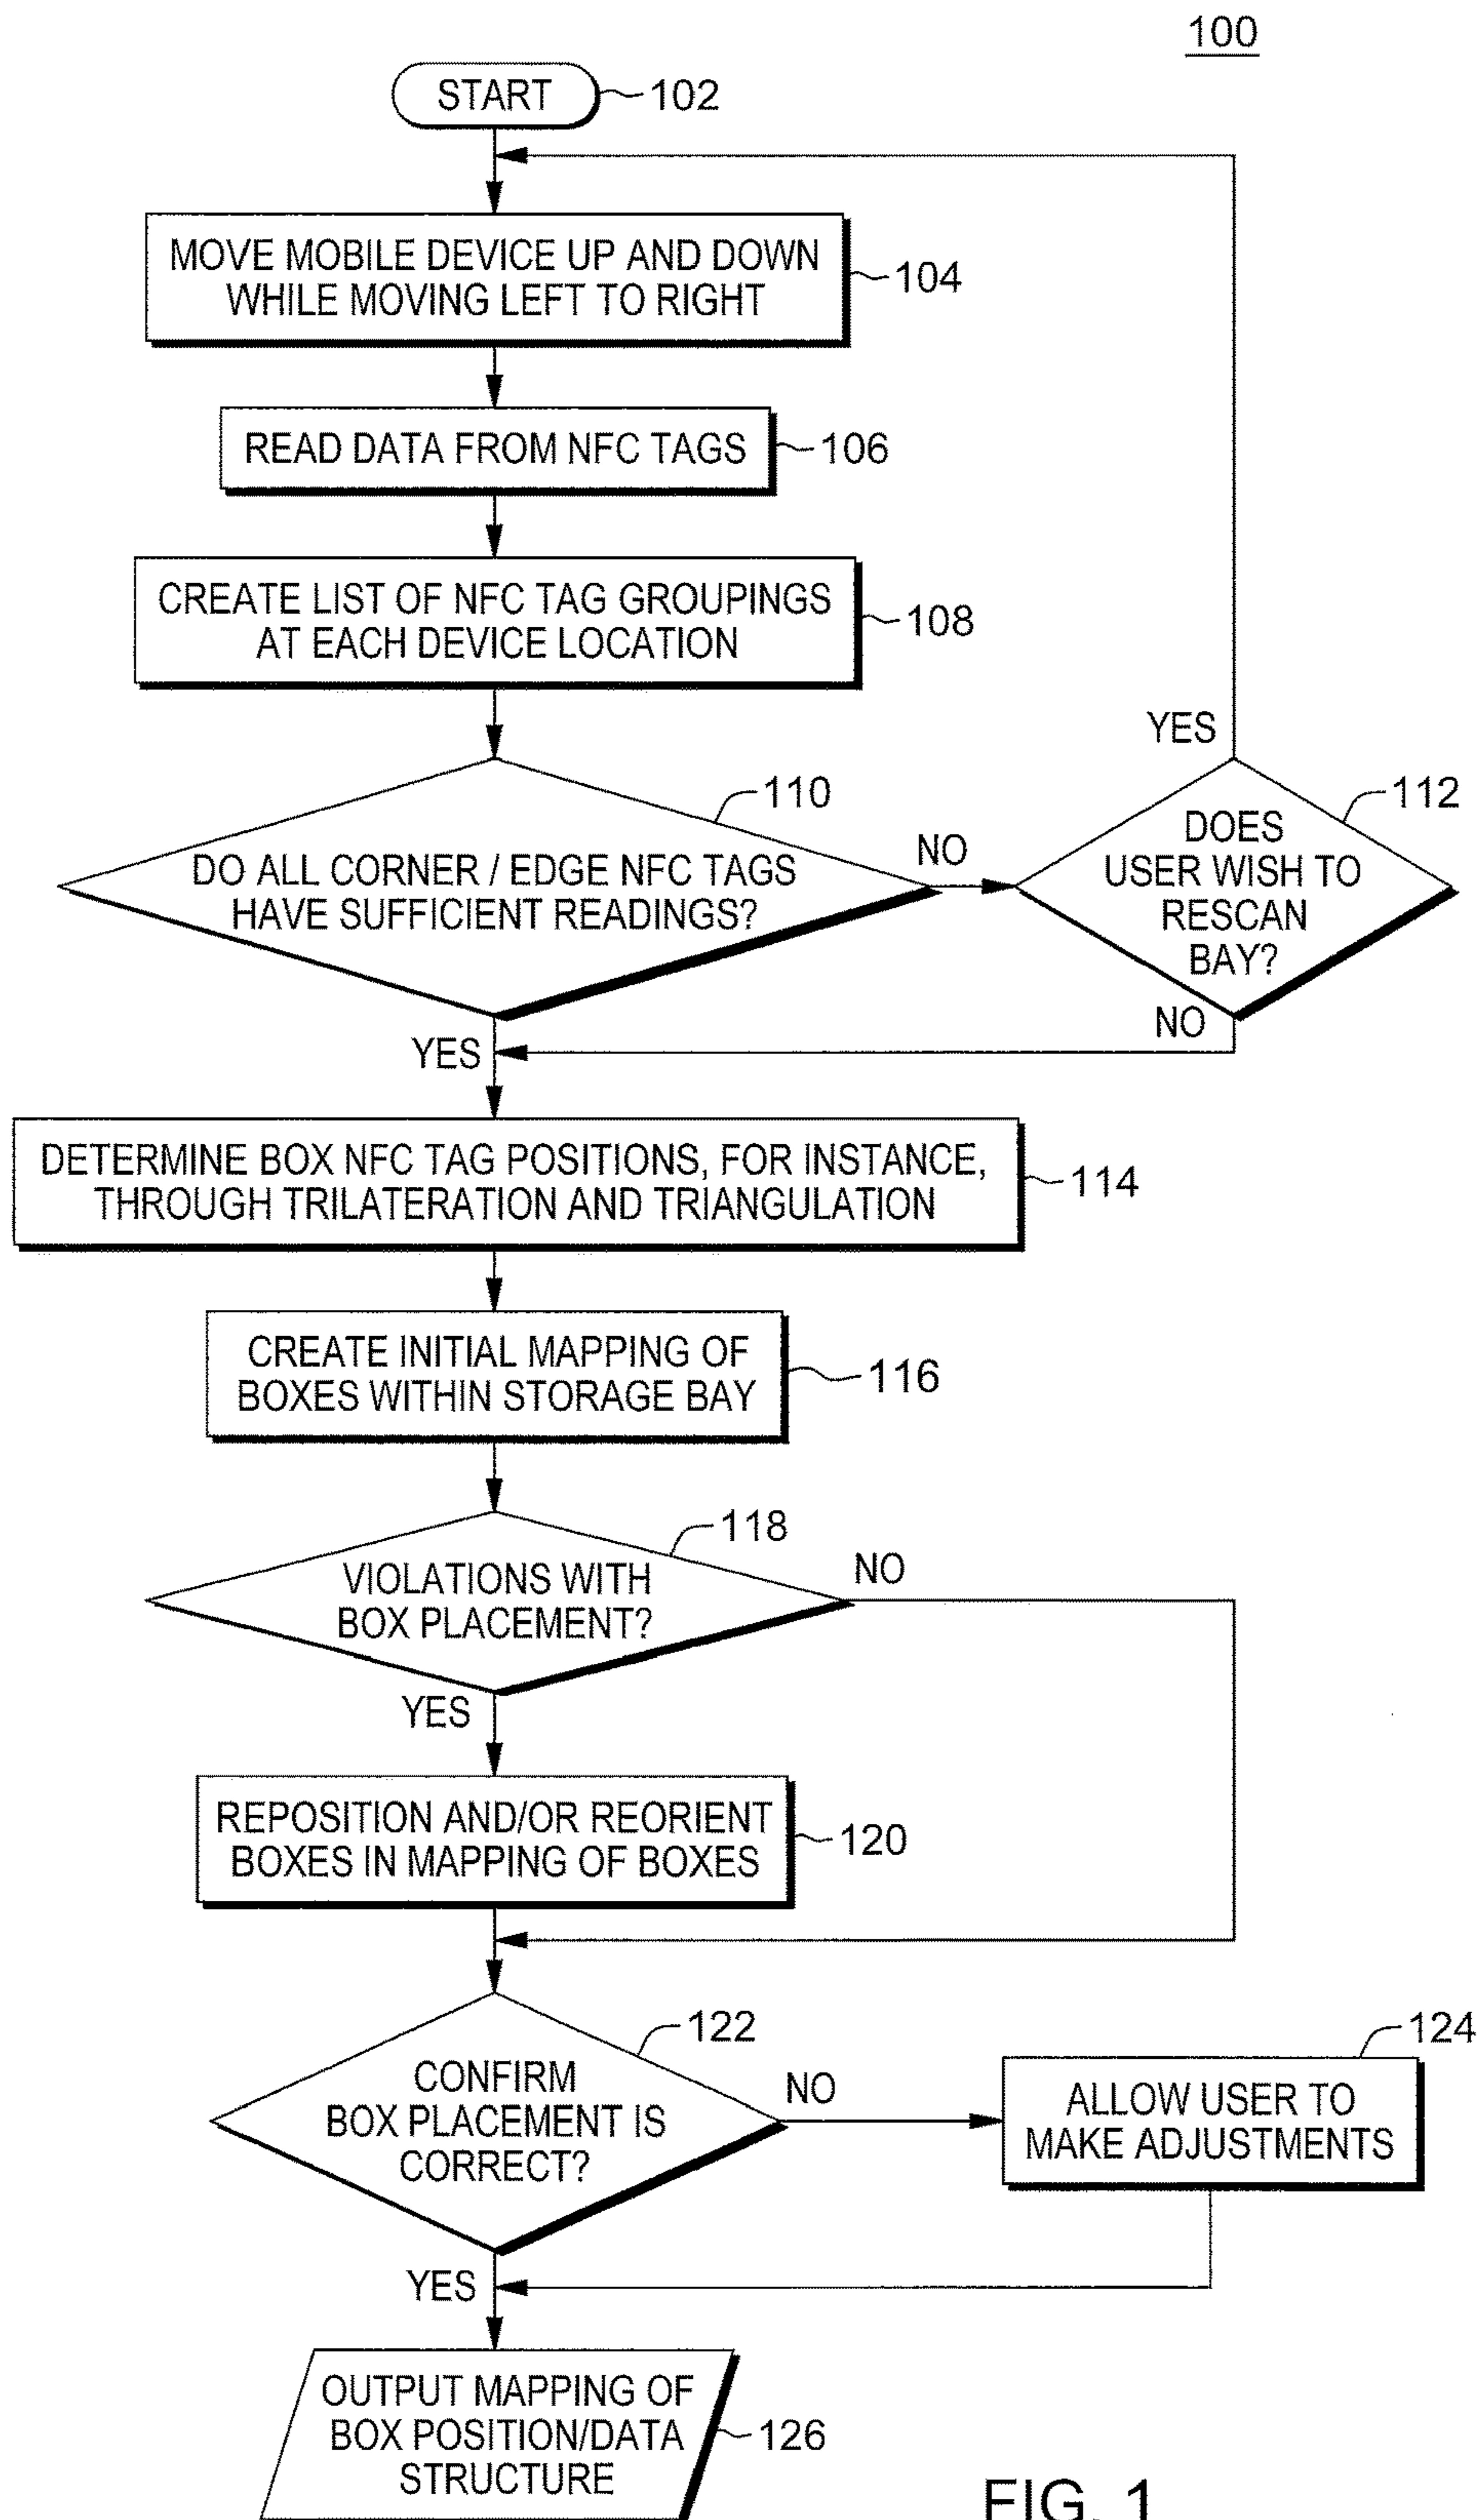 100
START
102
MOVE MOBILE DEVICE UP AND DOWN
WHILE MOVING LEFT TO RIGHT
104
READ DATA FROM NFC TAGS
106
CREATE LIST OF NFC TAG GROUPINGS
AT EACH DEVICE LOCATION
108
YES
110
112
DO ALL CORNER / EDGE NFC TAGS
HAVE SUFFICIENT READINGS?
NO
DOES
USER WISH TO
RESCAN
BAY?
NO
YES
DETERMINE BOX NFC TAG POSITIONS, FOR INSTANCE,
THROUGH TRILATERATION AND TRIANGULATION
114
CREATE INITIAL MAPPING OF
BOXES WITHIN STORAGE BAY
116
118
VIOLATIONS WITH
BOX PLACEMENT?
NO
YES
REPOSITION AND/OR REORIENT
BOXES IN MAPPING OF BOXES
120
122
CONFIRM
BOX PLACEMENT IS
CORRECT?
NO
124
ALLOW USER TO
MAKE ADJUSTMENTS
YES
OUTPUT MAPPING OF
BOX POSITION/DATA
STRUCTURE
126
FIG. 1